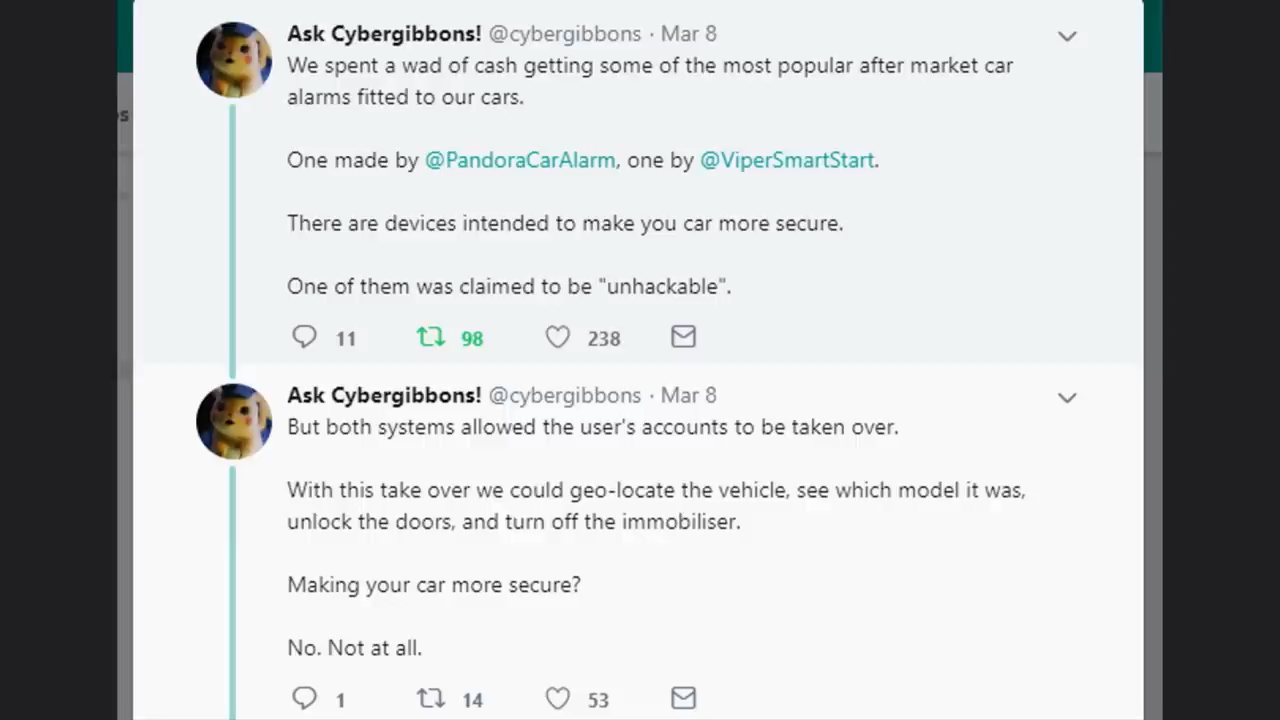 Ask Cybergibbons! @cybergibbons · Mar 8
We spent a wad of cash getting some of the most popular after market car
alarms fitted to our cars.
One made by @PandoraCarAlarm, one by @ViperSmartStart.
There are devices intended to make you car more secure.
One of them was claimed to be "unhackable".
11 98 238
Ask Cybergibbons! @cybergibbons · Mar 8
But both systems allowed the user's accounts to be taken over.
With this take over we could geo-locate the vehicle, see which model it was,
unlock the doors, and turn off the immobiliser.
Making your car more secure?
No. Not at all.
1 14 53